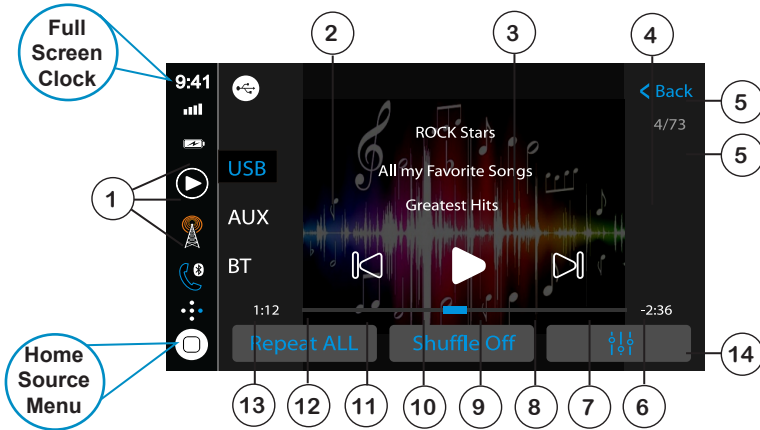 Full
Screen
Clock
2
3
4
9:41
< Back
5
4/73
5
ROCK Stars
USB
All my Favorite Songs
1
Greatest Hits
AUX
BT
1:12
-2:36
Repeat ALL
Shuffle Off
14
Home
Source
Menu
13
12
11
10
9
8
7
6